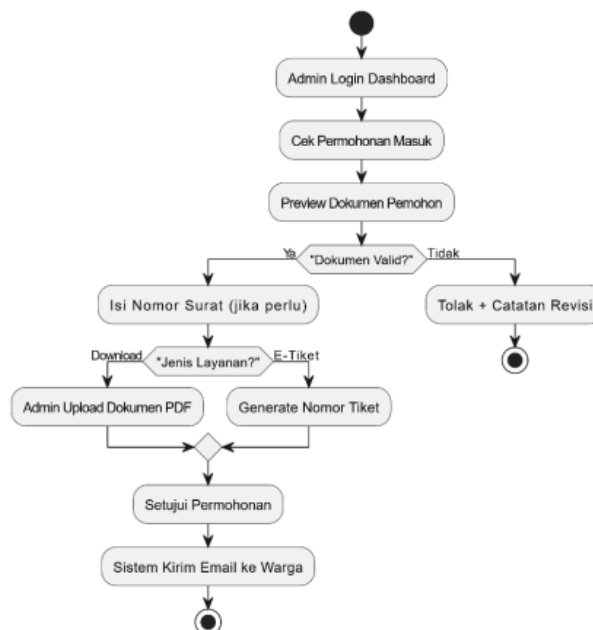 Admin Login Dashboard
Cek Permohonan Masuk
Preview Dokumen Pemohon
Ya
"Dokumen Valid?"
Tidak
Isi Nomor Surat (jika perlu)
Tolak + Catatan Revisi
Download
"Jenis Layanan?"
E-Tiket
Admin Upload Dokumen PDF
Generate Nomor Tiket
Setujui Permohonan
Sistem Kirim Email ke Warga